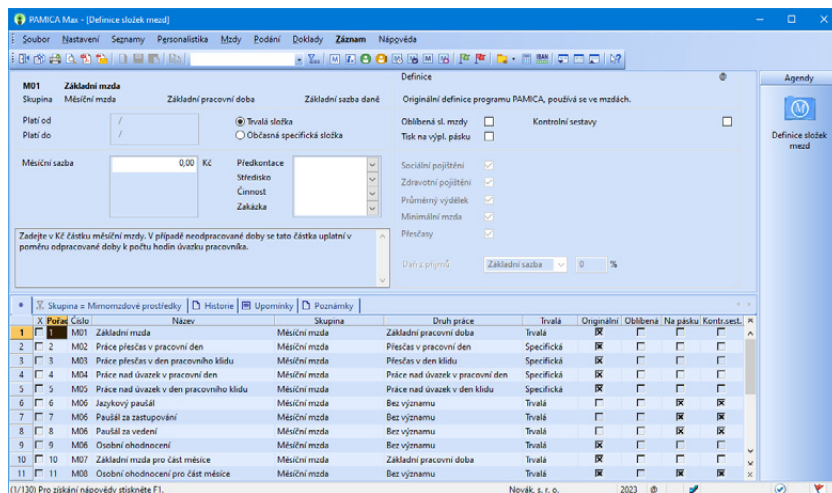 PAMICA Max - [Definice složek mezd]
Soubor Nastavení Seznamy Personalistika Mzdy Podání Doklady Záznam Nápověda
M01 Základní mzda
Skupina Měsíční mzda Základní pracovní doba Základní sazba daně
Platí od / Trvalá složka
Platí do / Občasná specifická složka
Měsíční sazba 0,00 Kč Předkontace
Středisko
Činnost
Zakázka
Zadejte v Kč částku měsíční mzdy. V případě neodpracované doby se tato částka uplatní v
poměru odpracované doby k počtu hodin úvazku pracovníka.
Definice
Originální definice programu PAMICA, používá se ve mzdách.
Oblíbená sl. mzdy Kontrolní sestavy
Tisk na výpl. pásku
Sociální pojištění
Zdravotní pojištění
Průměrný výdělek
Minimální mzda
Přesčasy
Daň z příjmů Základní sazba 0 %
Agendy
Definice složek
mezd
Skupina = Mimomzdové prostředky Historie Upomínky Poznámky
X Pořad Číslo Název Skupina Druh práce Trvalá Originální Oblíbená Na pásku Kontr.sest.
1 1 M01 Základní mzda Měsíční mzda Základní pracovní doba Trvalá
2 2 M02 Práce přesčas v pracovní den Měsíční mzda Přesčas v pracovní den Specifická
3 3 M03 Práce přesčas v den pracovního klidu Měsíční mzda Přesčas v den klidu Specifická
4 4 M04 Práce nad úvazek v pracovní den Měsíční mzda Práce nad úvazek v pracovní den Specifická
5 5 M05 Práce nad úvazek v den pracovního klidu Měsíční mzda Práce nad úvazek v den klidu Specifická
6 6 M06 Jazykový paušál Měsíční mzda Bez významu Trvalá
7 7 M06 Paušál za zastupování Měsíční mzda Bez významu Trvalá
8 8 M06 Paušál za vedení Měsíční mzda Bez významu Trvalá
9 9 M06 Osobní ohodnocení Měsíční mzda Bez významu Trvalá
10 10 M07 Základní mzda pro část měsíce Měsíční mzda Základní pracovní doba Trvalá
11 11 M08 Osobní ohodnocení pro část měsíce Měsíční mzda Bez významu Trvalá
(1/130) Pro získání nápovědy stiskněte F1. Novák, s. r. o. 2023